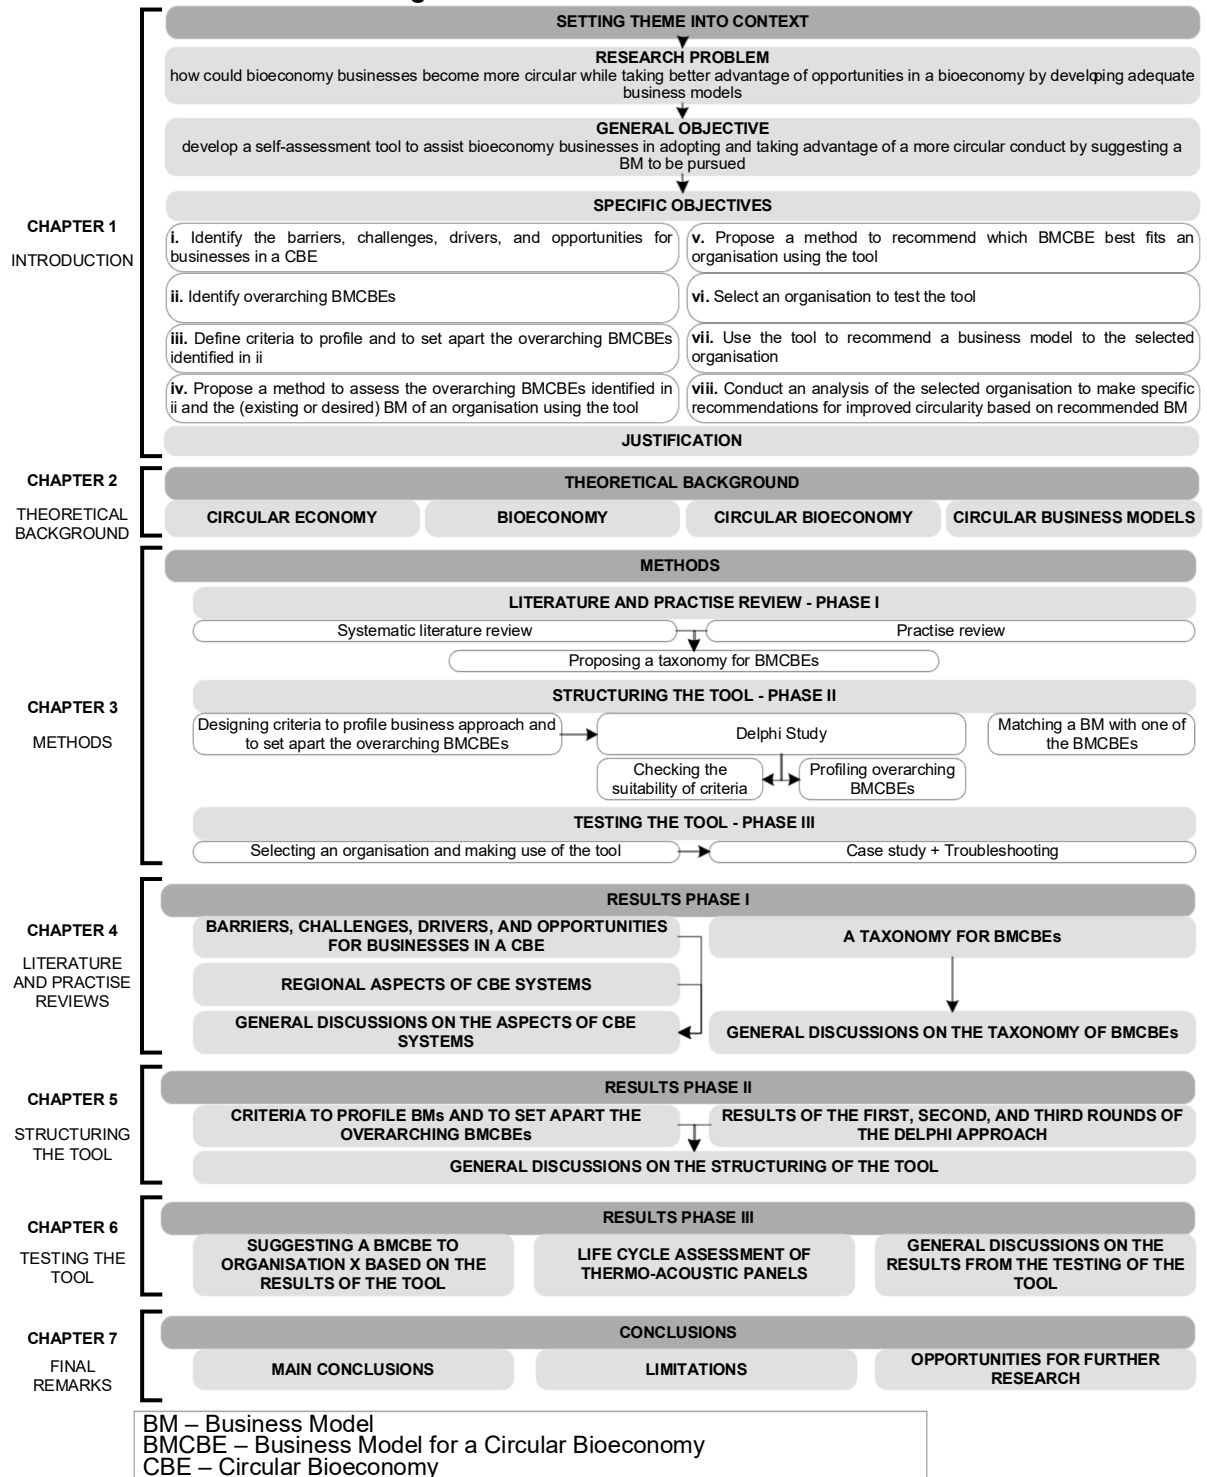 SETTING THEME INTO CONTEXT
RESEARCH PROBLEM
how could bioeconomy businesses become more circular while taking better advantage of opportunities in a bioeconomy by developing adequate
business models
GENERAL OBJECTIVE
develop a self-assessment tool to assist bioeconomy businesses in adopting and taking advantage of a more circular conduct by suggesting a
BM to be pursued
SPECIFIC OBJECTIVES
CHAPTER 1
INTRODUCTION
i. Identify the barriers, challenges, drivers, and opportunities for
businesses in a CBE
ii. Identify overarching BMCBEs
iii. Define criteria to profile and to set apart the overarching BMCBEs
identified in ii
iv. Propose a method to assess the overarching BMCBEs identified in
ii and the (existing or desired) BM of an organisation using the tool
v. Propose a method to recommend which BMCBE best fits an
organisation using the tool
vi. Select an organisation to test the tool
vii. Use the tool to recommend a business model to the selected
organisation
viii. Conduct an analysis of the selected organisation to make specific
recommendations for improved circularity based on recommended BM
JUSTIFICATION
CHAPTER 2
THEORETICAL
BACKGROUND
THEORETICAL BACKGROUND
CIRCULAR ECONOMY
BIOECONOMY
CIRCULAR BIOECONOMY
CIRCULAR BUSINESS MODELS
CHAPTER 3
METHODS
METHODS
LITERATURE AND PRACTISE REVIEW - PHASE I
Systematic literature review
Practise review
Proposing a taxonomy for BMCBEs
STRUCTURING THE TOOL - PHASE II
Designing criteria to profile business approach and
to set apart the overarching BMCBEs
Delphi Study
Matching a BM with one of
the BMCBEs
Checking the
suitability of criteria
Profiling overarching
BMCBEs
TESTING THE TOOL - PHASE III
Selecting an organisation and making use of the tool
Case study + Troubleshooting
CHAPTER 4
LITERATURE
AND PRACTISE
REVIEWS
RESULTS PHASE I
BARRIERS, CHALLENGES, DRIVERS, AND OPPORTUNITIES
FOR BUSINESSES IN A CBE
REGIONAL ASPECTS OF CBE SYSTEMS
GENERAL DISCUSSIONS ON THE ASPECTS OF CBE
SYSTEMS
A TAXONOMY FOR BMCBEs
GENERAL DISCUSSIONS ON THE TAXONOMY OF BMCBEs
CHAPTER 5
STRUCTURING
THE TOOL
RESULTS PHASE II
CRITERIA TO PROFILE BMs AND TO SET APART THE
OVERARCHING BMCBEs
RESULTS OF THE FIRST, SECOND, AND THIRD ROUNDS OF
THE DELPHI APPROACH
GENERAL DISCUSSIONS ON THE STRUCTURING OF THE TOOL
CHAPTER 6
TESTING THE
TOOL
RESULTS PHASE III
SUGGESTING A BMCBE TO
ORGANISATION X BASED ON THE
RESULTS OF THE TOOL
LIFE CYCLE ASSESSMENT OF
THERMO-ACOUSTIC PANELS
GENERAL DISCUSSIONS ON THE
RESULTS FROM THE TESTING OF THE
TOOL
CHAPTER 7
FINAL
REMARKS
CONCLUSIONS
MAIN CONCLUSIONS
LIMITATIONS
OPPORTUNITIES FOR FURTHER
RESEARCH
BM – Business Model
BMCBE – Business Model for a Circular Bioeconomy
CBE – Circular Bioeconomy